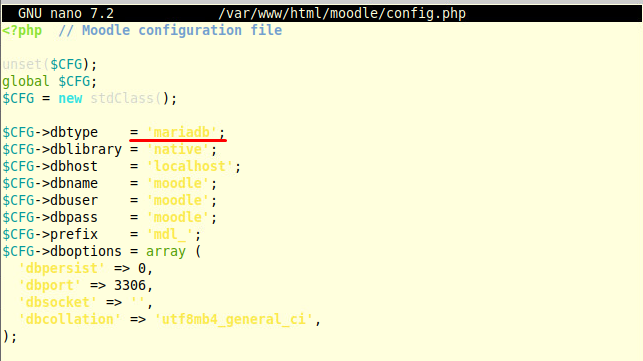 GNU nano 7.2 /var/www/html/moodle/config.php
<?php  // Moodle configuration file
unset($CFG);
global $CFG;
$CFG = new stdClass();
$CFG->dbtype    = 'mariadb';
$CFG->dblibrary = 'native';
$CFG->dbhost    = 'localhost';
$CFG->dbname    = 'moodle';
$CFG->dbuser    = 'moodle';
$CFG->dbpass    = 'moodle';
$CFG->prefix    = 'mdl_';
$CFG->dboptions = array (
  'dbpersist' => 0,
  'dbport' => 3306,
  'dbsocket' => '',
  'dbcollation' => 'utf8mb4_general_ci',
);